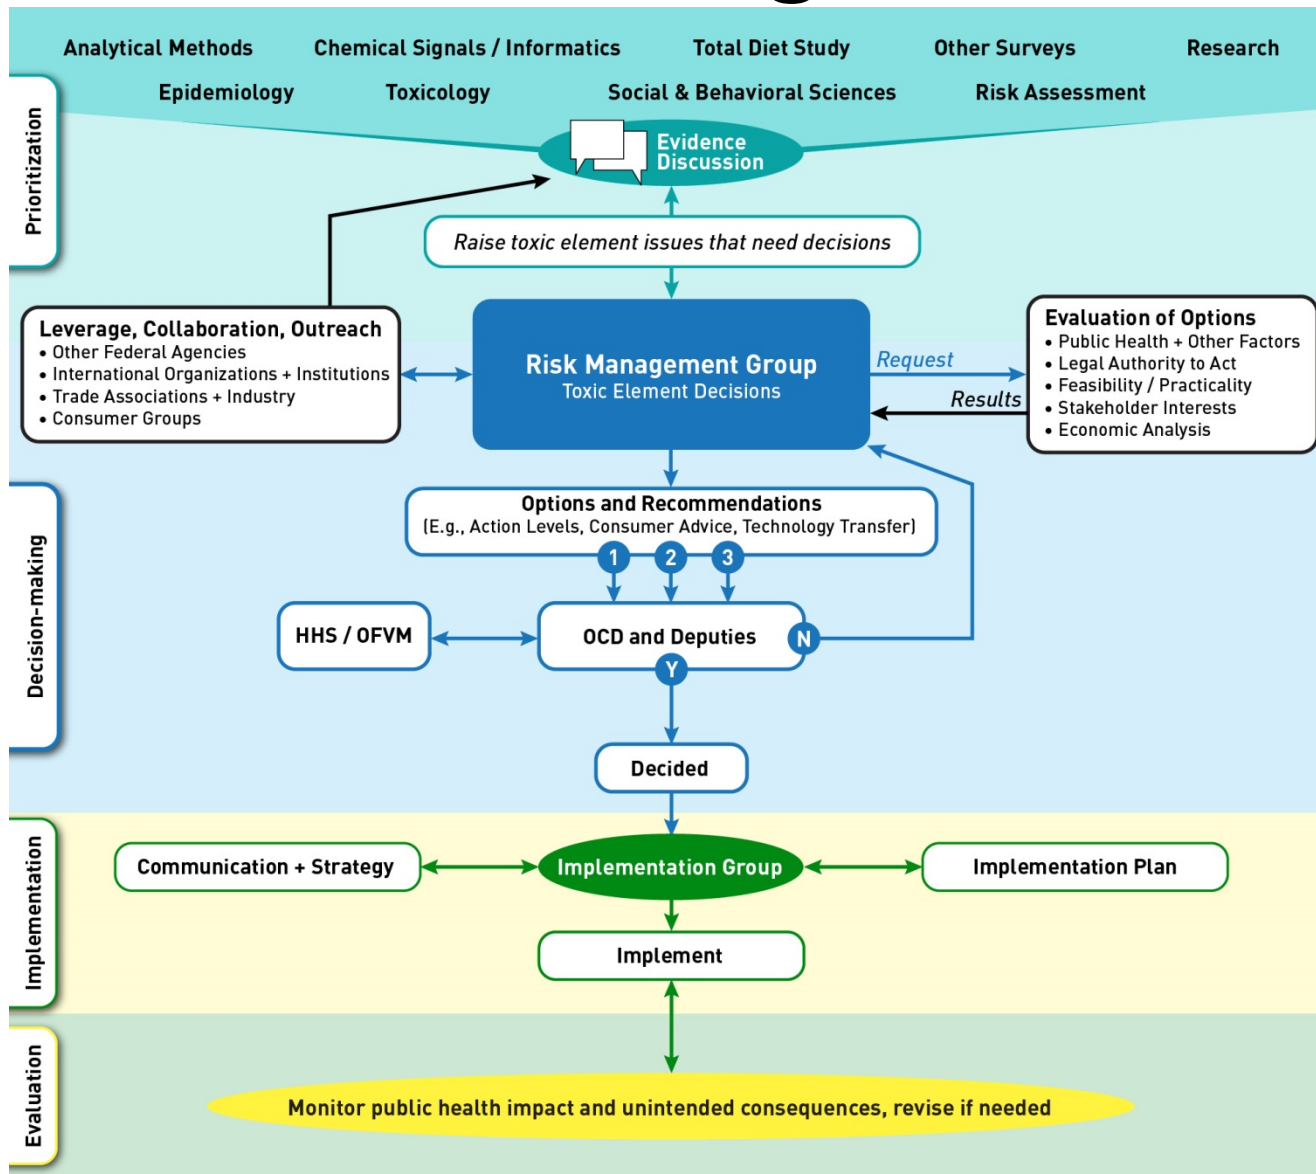 Analytical Methods
Chemical Signals / Informatics
Total Diet Study
Other Surveys
Research
Epidemiology
Toxicology
Social & Behavioral Sciences
Risk Assessment
Prioritization
Evidence
Discussion
Raise toxic element issues that need decisions
Leverage, Collaboration, Outreach
• Other Federal Agencies
• International Organizations + Institutions
• Trade Associations + Industry
• Consumer Groups
Risk Management Group
Toxic Element Decisions
Request
Results
Evaluation of Options
• Public Health + Other Factors
• Legal Authority to Act
• Feasibility / Practicality
• Stakeholder Interests
• Economic Analysis
Decision-making
Options and Recommendations
(E.g., Action Levels, Consumer Advice, Technology Transfer)
1
2
3
HHS / OFVM
OCD and Deputies
N
Y
Decided
Implementation
Communication + Strategy
Implementation Group
Implementation Plan
Implement
Evaluation
Monitor public health impact and unintended consequences, revise if needed